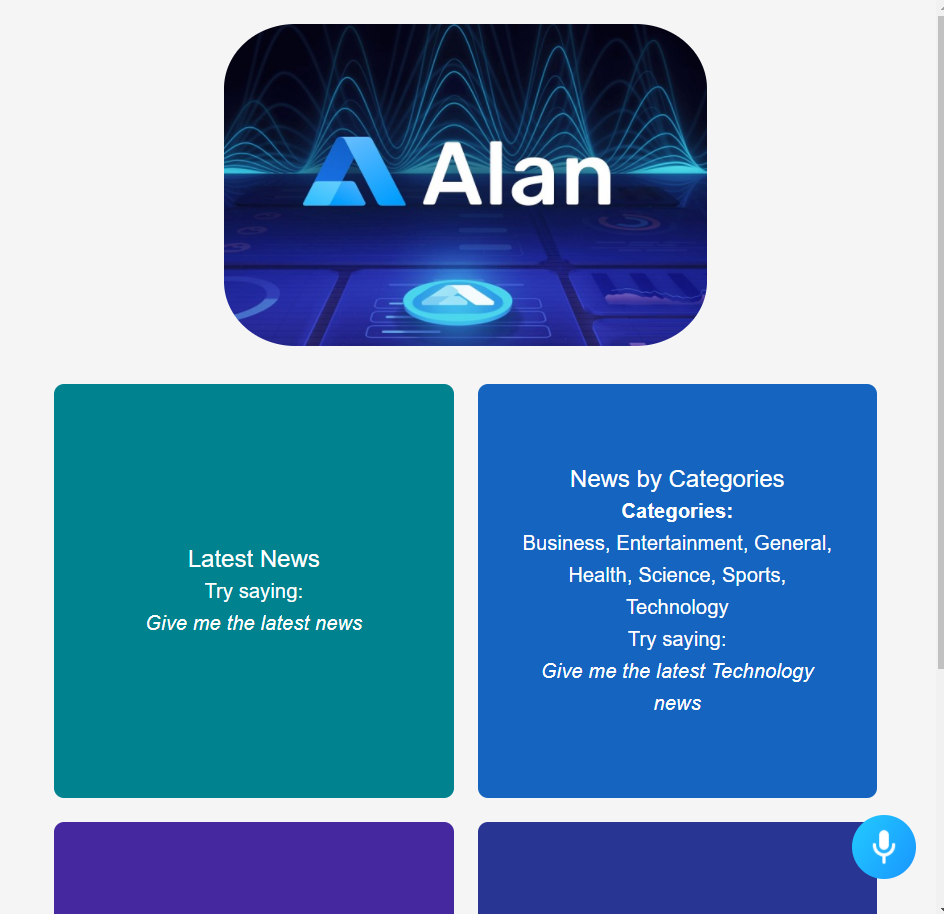 Alan
Latest News
Try saying:
Give me the latest news
News by Categories
Categories:
Business, Entertainment, General,
Health, Science, Sports,
Technology
Try saying:
Give me the latest Technology
news